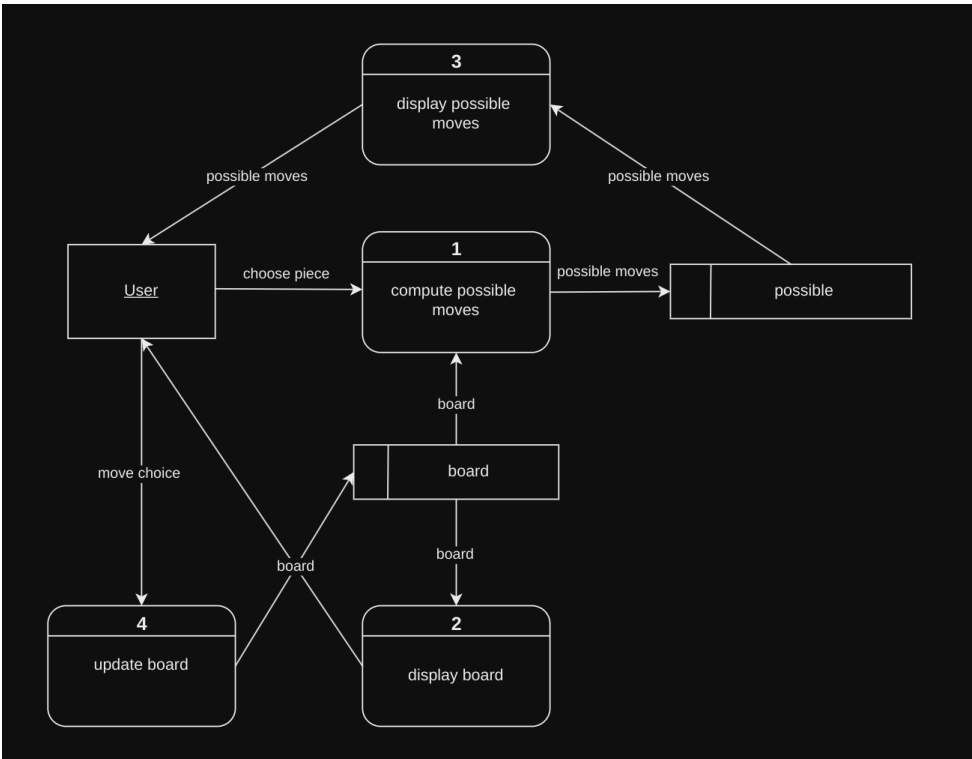 3
display possible
moves
possible moves
possible moves
User
choose piece
1
compute possible
moves
possible moves
possible
board
move choice
board
board
board
4
update board
2
display board